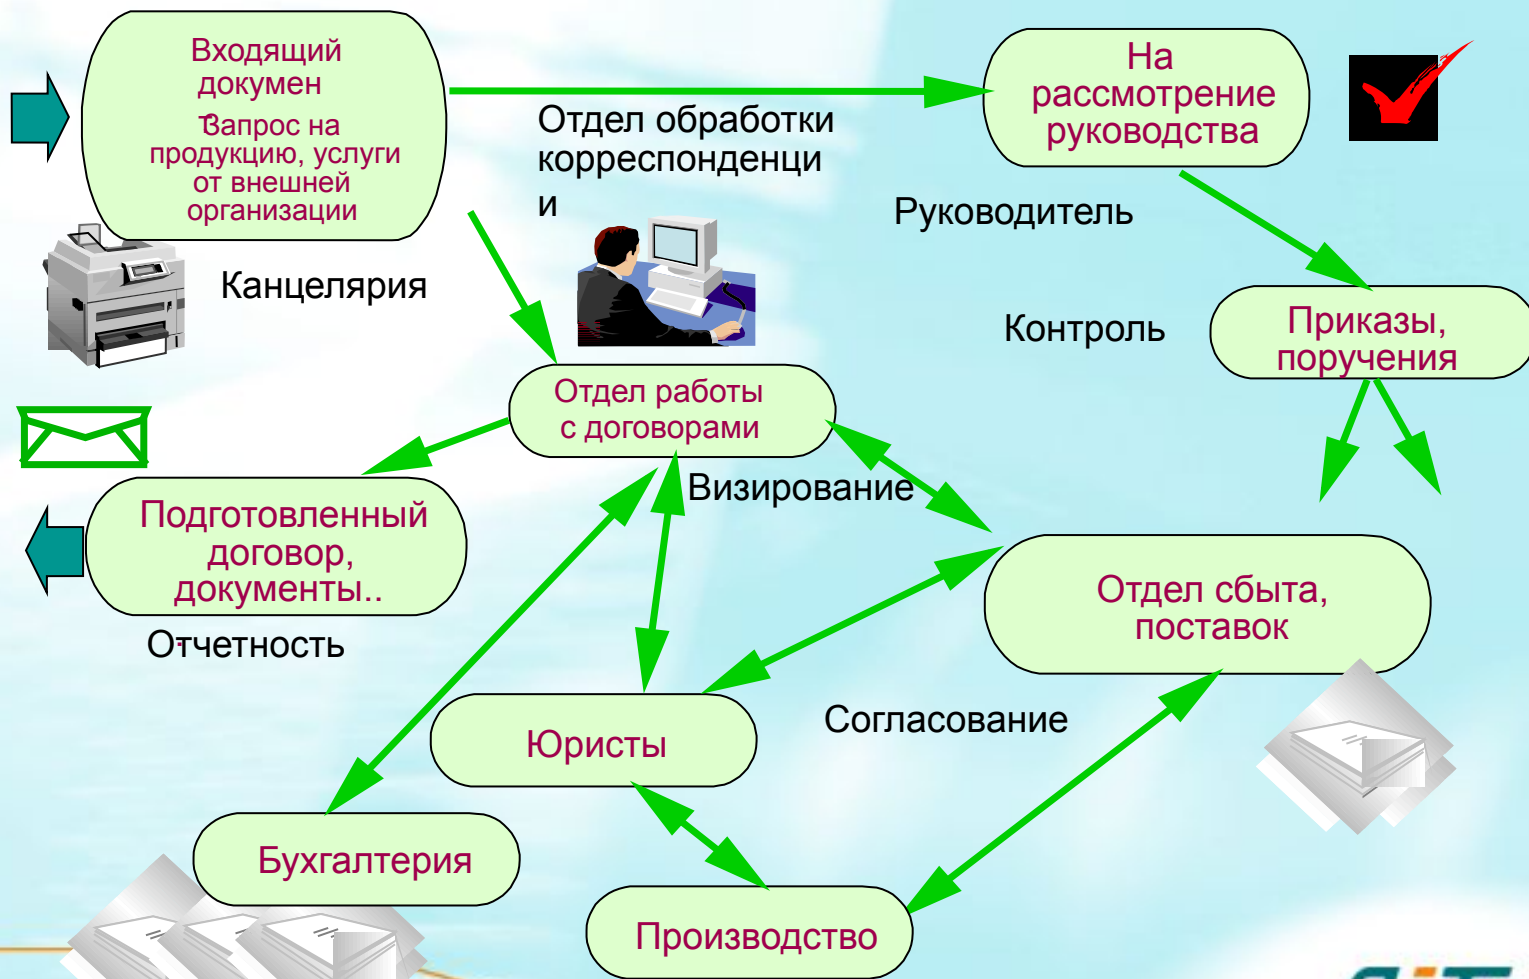 Входящий
докумен
т
Запрос на
продукцию, услуги
от внешней
организации
Канцелярия
Отдел обработки
корреспонденци
и
На
рассмотрение
руководства
Руководитель
Контроль
Приказы,
поручения
Отдел работы
с договорами
Визирование
Подготовленный
договор,
документы..
Отчетность
Отдел сбыта,
поставок
Юристы
Согласование
Бухгалтерия
Производство